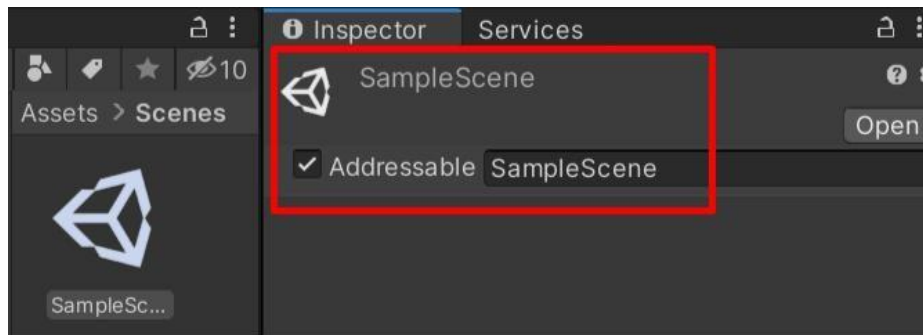 10
Assets > Scenes
SampleSc...
Inspector Services
SampleScene
Open
Addressable SampleScene